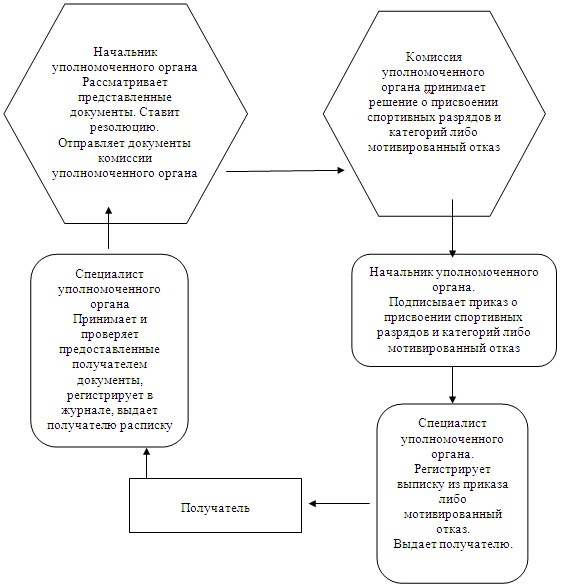 Начальник
уполномоченного органа
Рассматривает
представленные
документы. Ставит
резолюцию.
Отправляет документы
комиссии
уполномоченного органа
Комиссия
уполномоченного
органа принимает
решение о присвоении
спортивных разрядов и
категорий либо
мотивированный отказ
Специалист
уполномоченного
органа
Принимает и
проверяет
предоставленные
получателем
документы,
регистрирует в
журнале, выдает
получателю расписку
Начальник уполномоченного
органа.
Подписывает приказ о
присвоении спортивных
разрядов и категорий либо
мотивированный отказ
Специалист
уполномоченного
органа.
Регистрирует
выписку из приказа
либо
мотивированный
отказ.
Выдает получателю.
Получатель